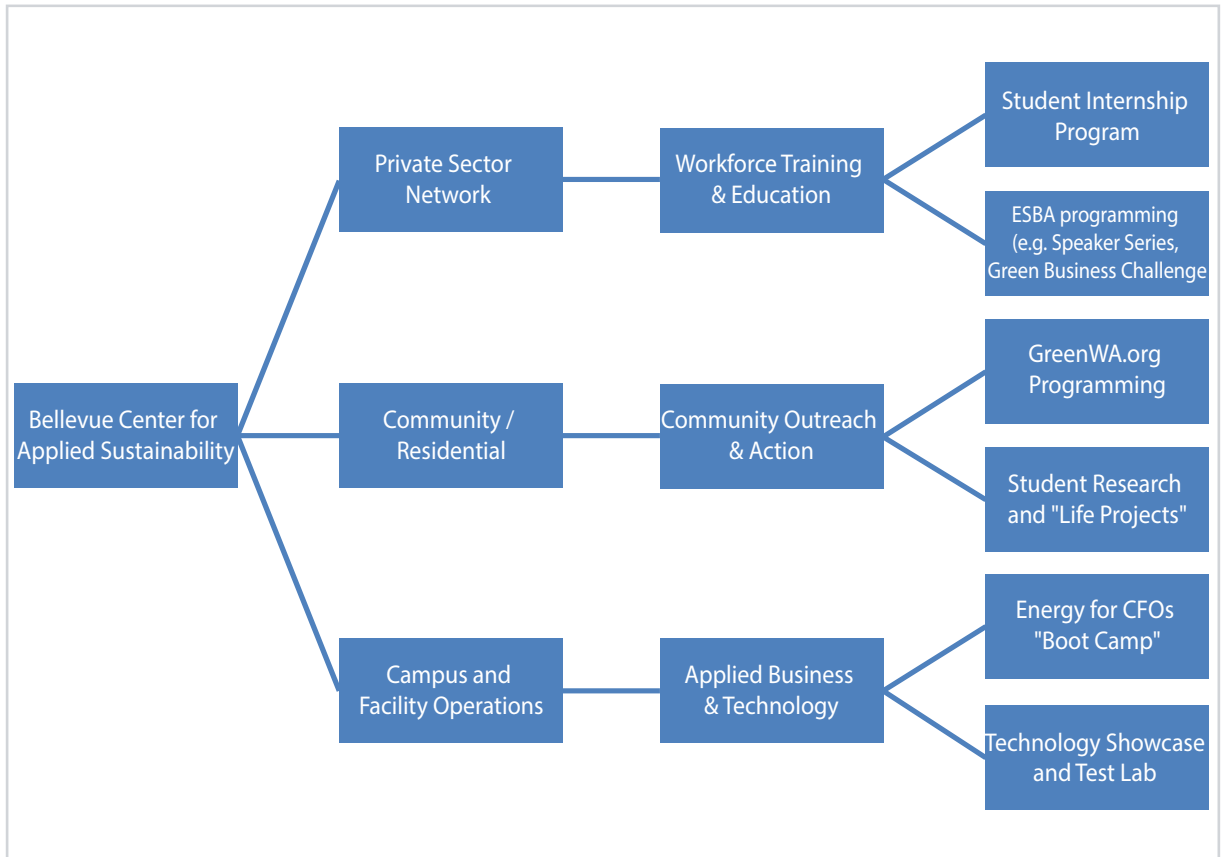 Bellevue Center for
Applied Sustainability
Private Sector
Network
Workforce Training
& Education
Student Internship
Program
ESBA programming
(e.g. Speaker Series,
Green Business Challenge
Community /
Residential
Community Outreach
& Action
GreenWA.org
Programming
Student Research
and "Life Projects"
Campus and
Facility Operations
Applied Business
& Technology
Energy for CFOs
"Boot Camp"
Technology Showcase
and Test Lab